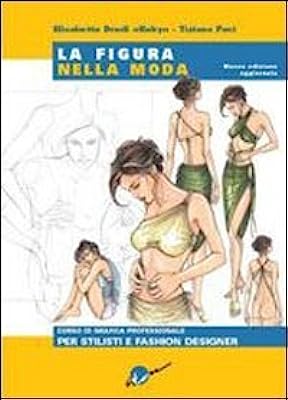 Elisabetta Drudi «Kuky» - Tiziana Paci
LA FIGURA
NELLA MODA
Nuova edizione
aggiornata
CORSO DI GRAFICA PROFESSIONALE
PER STILISTI E FASHION DESIGNER